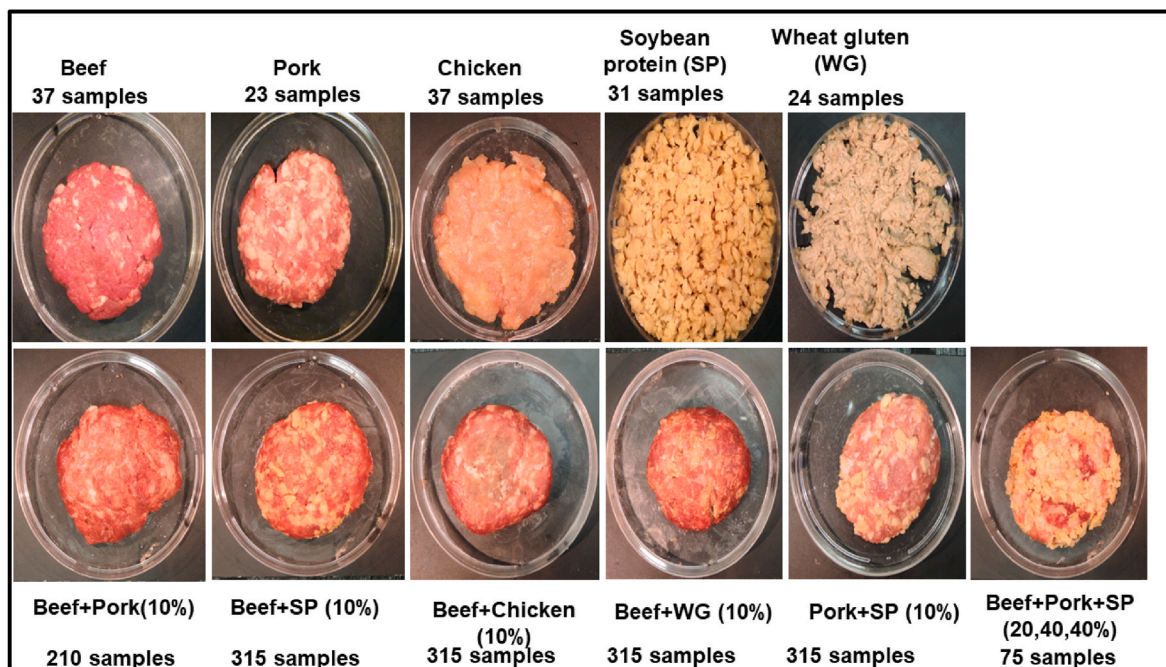 Beef
37 samples
Pork
23 samples
Chicken
37 samples
Soybean
protein (SP)
31 samples
Wheat gluten
(WG)
24 samples
Beef+Pork(10%)
210 samples
Beef+SP (10%)
315 samples
Beef+Chicken
(10%)
315 samples
Beef+WG (10%)
315 samples
Pork+SP (10%)
315 samples
Beef+Pork+SP
(20,40,40%)
75 samples